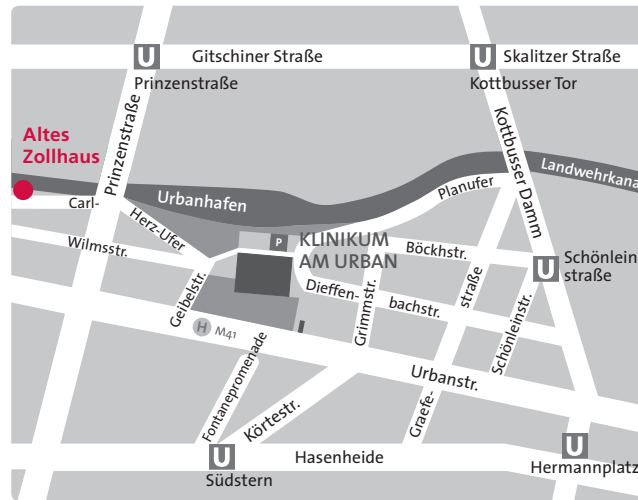 U
Gitschiner Straße
U
Skalitzer Straße
Prinzenstraße
Kottbusser Tor
Prinzenstraße
Kottbusser Damm
Altes
Zollhaus
Landwehrkana
Planufer
Carl-
Urbanhafen
Herz-Ufer
Wilmsstr.
P
KLINIKUM
AM URBAN
Böckhstr.
U
Schönlein
straße
Geibelstr.
Dieffen-
bachstr.
Grimmstr.
Graefe-
straße
Schönleinstr.
H
M41
Fontanepromenade
Urbanstr.
Körtestr.
U
Südstern
Hasenheide
U
Hermannplatz